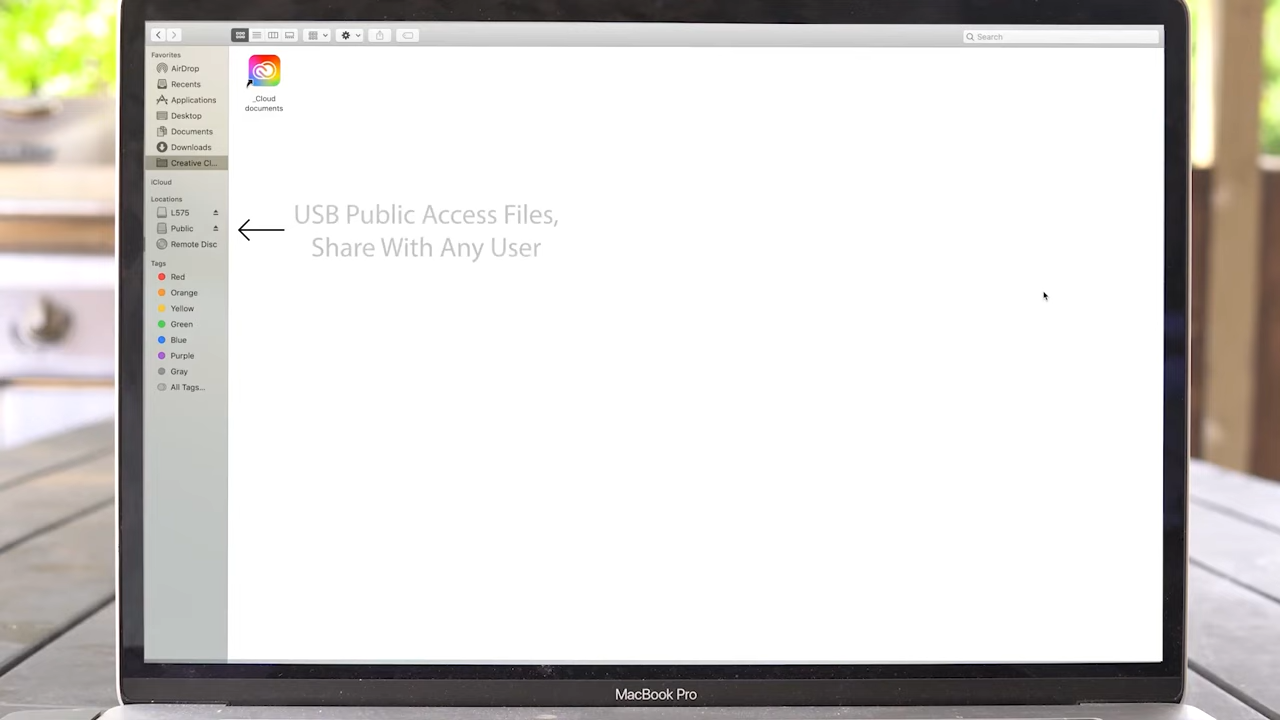 Search
Favorites
AirDrop
Recents
Applications
Desktop
Documents
Downloads
Creative Cl...
iCloud
Locations
L575
Public
Remote Disc
Tags
Red
Orange
Yellow
Green
Blue
Purple
Gray
All Tags...
_Cloud
documents
USB Public Access Files,
Share With Any User
MacBook Pro